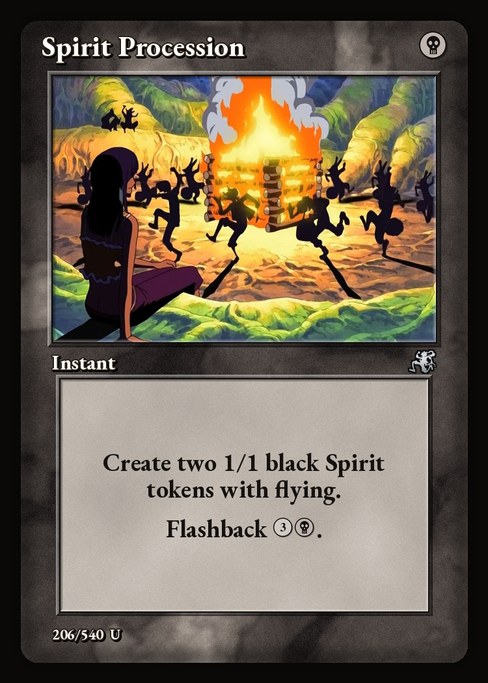 Spirit Procession
Instant
Create two 1/1 black Spirit
tokens with flying.
Flashback 3.
206/540 U